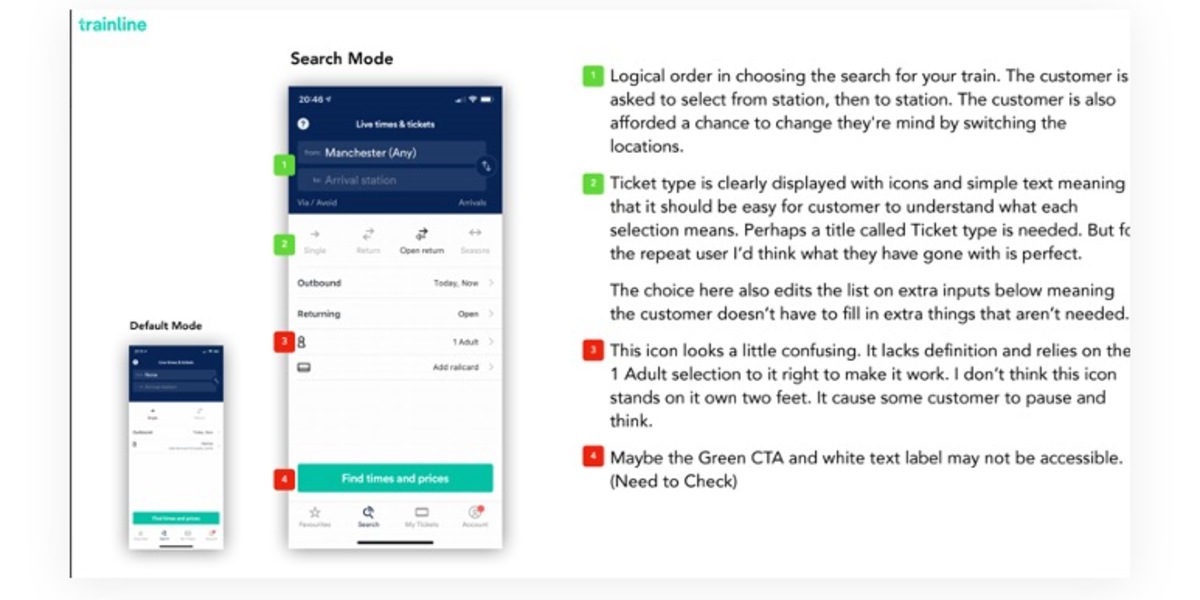 trainline
Search Mode
20:46
Live times & tickets
from: Manchester (Any)
to: Arrival station
Via / Avoid Arrivals
Single Return Open return Seasons
Outbound Today, Now
Returning Open
1 Adult
Add railcard
Find times and prices
Favourites Search My Tickets Account
1
2
3
4
Default Mode
Live times & tickets
None
Arrival station
Single Return
Outbound Today, Now
Find times and prices
1 Logical order in choosing the search for your train. The customer is
asked to select from station, then to station. The customer is also
afforded a chance to change they're mind by switching the
locations.
2 Ticket type is clearly displayed with icons and simple text meaning
that it should be easy for customer to understand what each
selection means. Perhaps a title called Ticket type is needed. But fo
the repeat user I'd think what they have gone with is perfect.
The choice here also edits the list on extra inputs below meaning
the customer doesn't have to fill in extra things that aren't needed.
3 This icon looks a little confusing. It lacks definition and relies on the
1 Adult selection to it right to make it work. I don't think this icon
stands on it own two feet. It cause some customer to pause and
think.
4 Maybe the Green CTA and white text label may not be accessible.
(Need to Check)